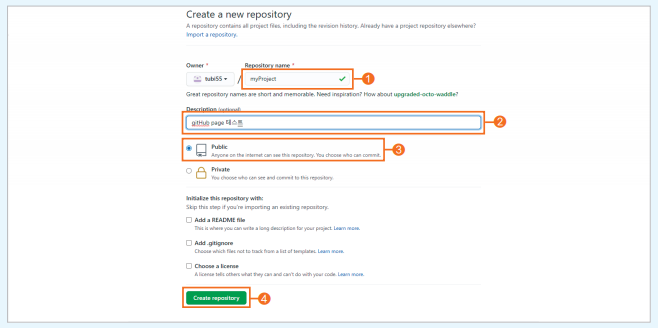 Create a new repository
A repository contains all project files, including the revision history. Already have a project repository elsewhere?
Import a repository.
Owner * Repository name *
tubi55 / myProject 1
Great repository names are short and memorable. Need inspiration? How about upgraded-octo-waddle?
Description (optional)
gitHub page 테스트 2
Public 3
Anyone on the internet can see this repository. You choose who can commit.
Private
You choose who can see and commit to this repository.
Initialize this repository with:
Skip this step if you're importing an existing repository.
Add a README file
This is where you can write a long description for your project. Learn more.
Add .gitignore
Choose which files not to track from a list of templates. Learn more.
Choose a license
A license tells others what they can and can't do with your code. Learn more.
Create repository 4